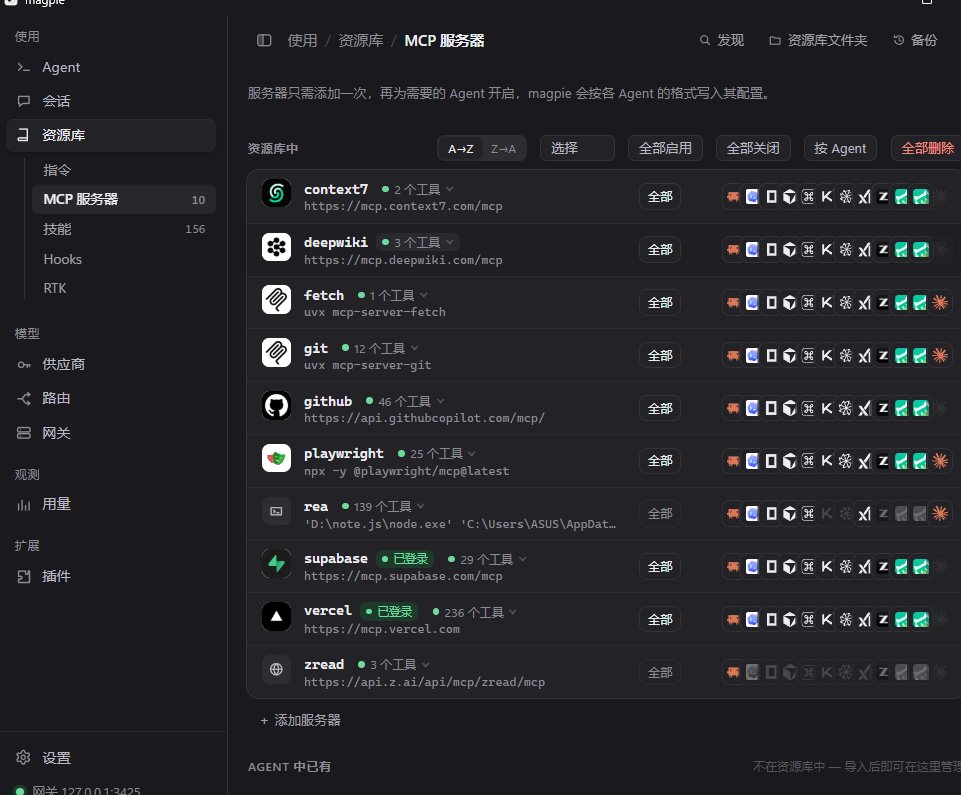 magpie
使用
Agent
会话
资源库
指令
MCP 服务器 10
技能 156
Hooks
RTK
模型
供应商
路由
网关
观测
用量
扩展
插件
设置
网关 127.0.0.1:3425
使用 / 资源库 / MCP 服务器
发现 资源库文件夹 备份
服务器只需添加一次，再为需要的 Agent 开启，magpie 会按各 Agent 的格式写入其配置。
资源库中 A→Z Z→A 选择 全部启用 全部关闭 按 Agent 全部删除
context7 2 个工具 全部
https://mcp.context7.com/mcp
deepwiki 3 个工具 全部
https://mcp.deepwiki.com/mcp
fetch 1 个工具 全部
uvx mcp-server-fetch
git 12 个工具 全部
uvx mcp-server-git
github 46 个工具 全部
https://api.githubcopilot.com/mcp/
playwright 25 个工具 全部
npx -y @playwright/mcp@latest
rea 139 个工具 全部
'D:\note.js\node.exe' 'C:\Users\ASUS\AppDat…
supabase 已登录 29 个工具 全部
https://mcp.supabase.com/mcp
vercel 已登录 236 个工具 全部
https://mcp.vercel.com
zread 3 个工具 全部
https://api.z.ai/api/mcp/zread/mcp
+ 添加服务器
AGENT 中已有 不在资源库中 — 导入后即可在这里管理